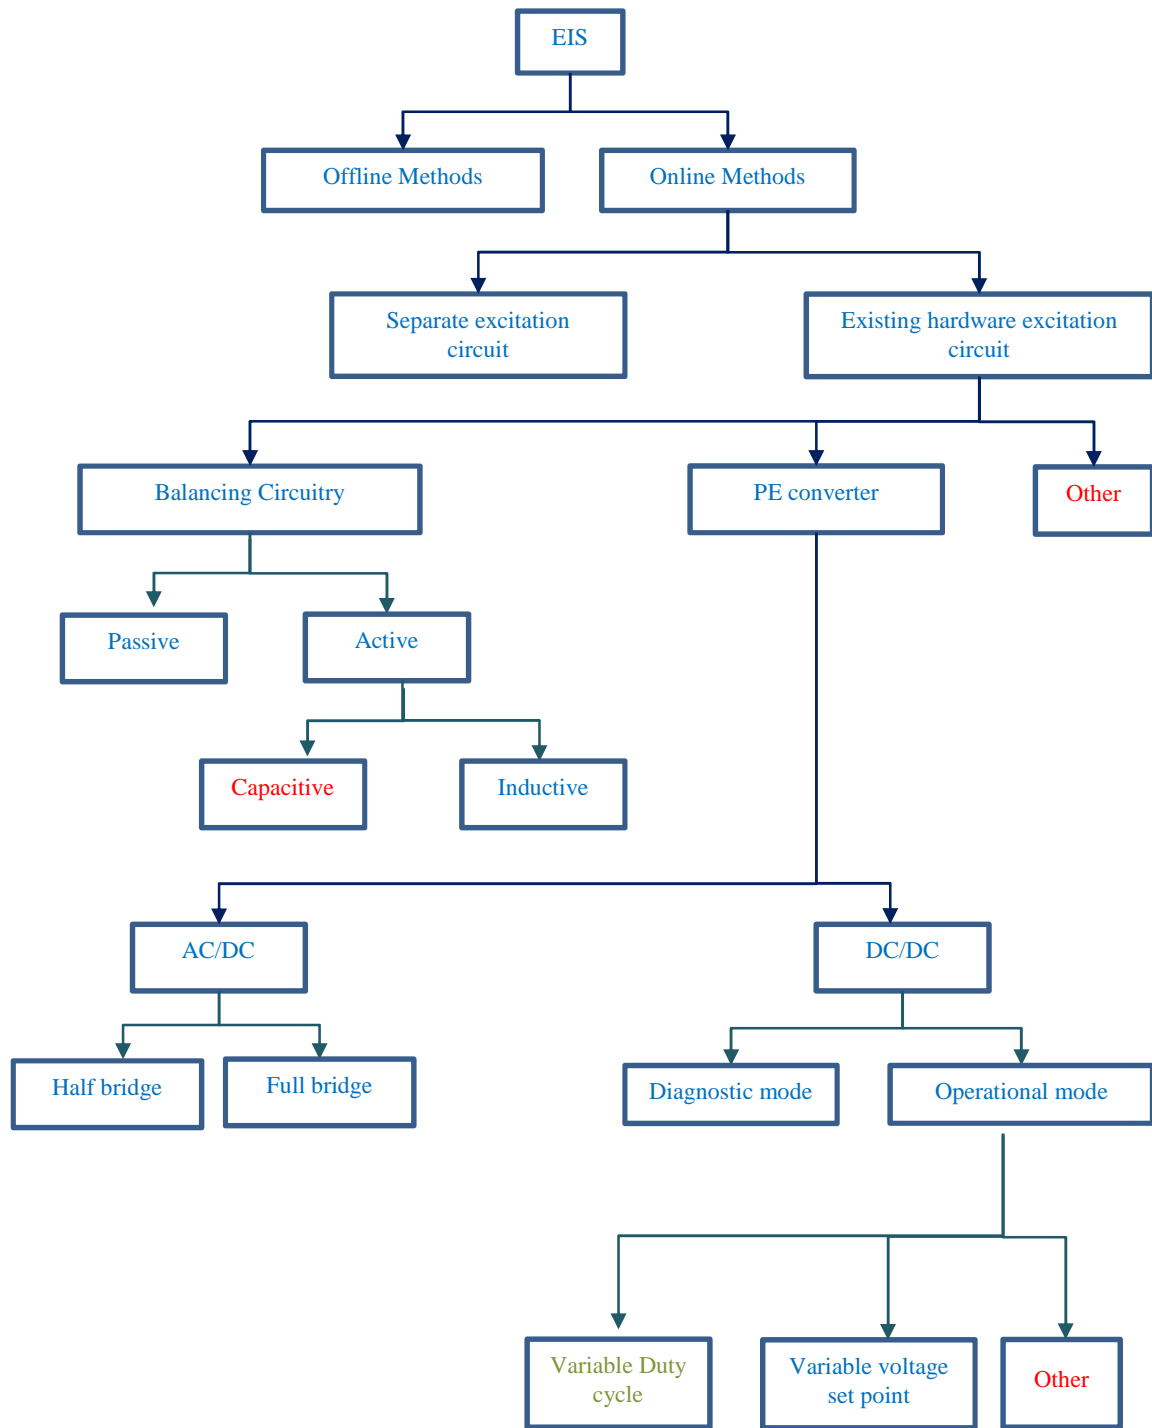 EIS
Offline Methods
Online Methods
Separate excitation
circuit
Existing hardware excitation
circuit
Balancing Circuitry
PE converter
Other
Passive
Active
Capacitive
Inductive
AC/DC
DC/DC
Half bridge
Full bridge
Diagnostic mode
Operational mode
Variable Duty
cycle
Variable voltage
set point
Other